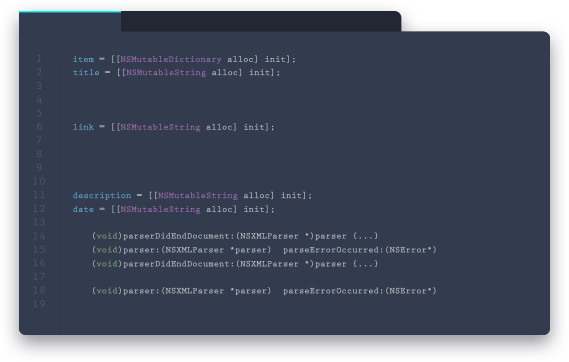 1 item = [[NSMutableDictionary alloc] init];
2 title = [[NSMutableString alloc] init];
3
4
5
6 link = [[NSMutableString alloc] init];
7
8
9
10
11 description = [[NSMutableString alloc] init];
12 date = [[NSMutableString alloc] init];
13
14 (void)parserDidEndDocument:(NSXMLParser *)parser {...}
15 (void)parser:(NSXMLParser *parser) parseErrorOccurred:(NSError*)
16 (void)parserDidEndDocument:(NSXMLParser *)parser {...}
17
18 (void)parser:(NSXMLParser *parser) parseErrorOccurred:(NSError*)
19